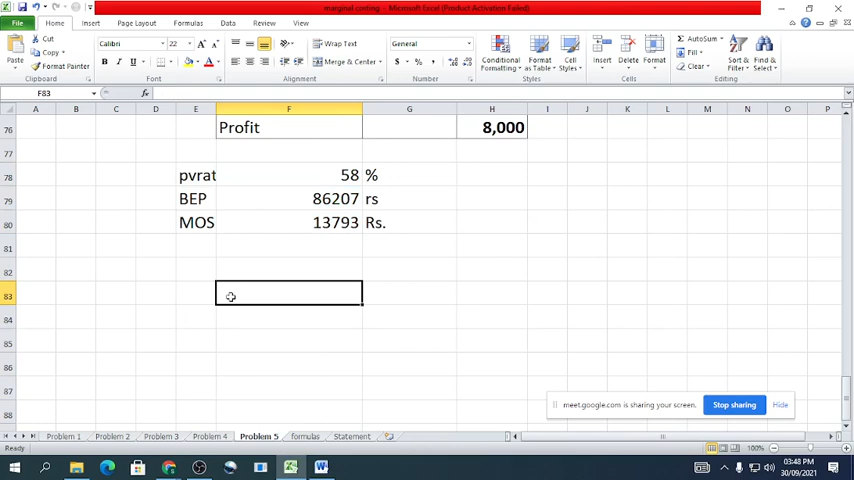 marginal costing - Microsoft Excel (Product Activation Failed)
File Home Insert Page Layout Formulas Data Review View
Cut
Copy
Format Painter
Paste
Clipboard
Calibri 22
B I U
Font
Wrap Text
Merge & Center
Alignment
General
$ % ,
Number
Conditional Formatting
Format as Table
Cell Styles
Styles
Insert
Delete
Format
Cells
AutoSum
Fill
Clear
Sort & Filter
Find & Select
Editing
F83 fx
A B C D E F G H I J K L M N O P
76 Profit 8,000
77
78 pvrat 58 %
79 BEP 86207 rs
80 MOS 13793 Rs.
81
82
83
84
85
86
87
88
meet.google.com is sharing your screen. Stop sharing Hide
Problem 1 Problem 2 Problem 3 Problem 4 Problem 5 formulas Statement
Ready 100%
03:48 PM
30/09/2021